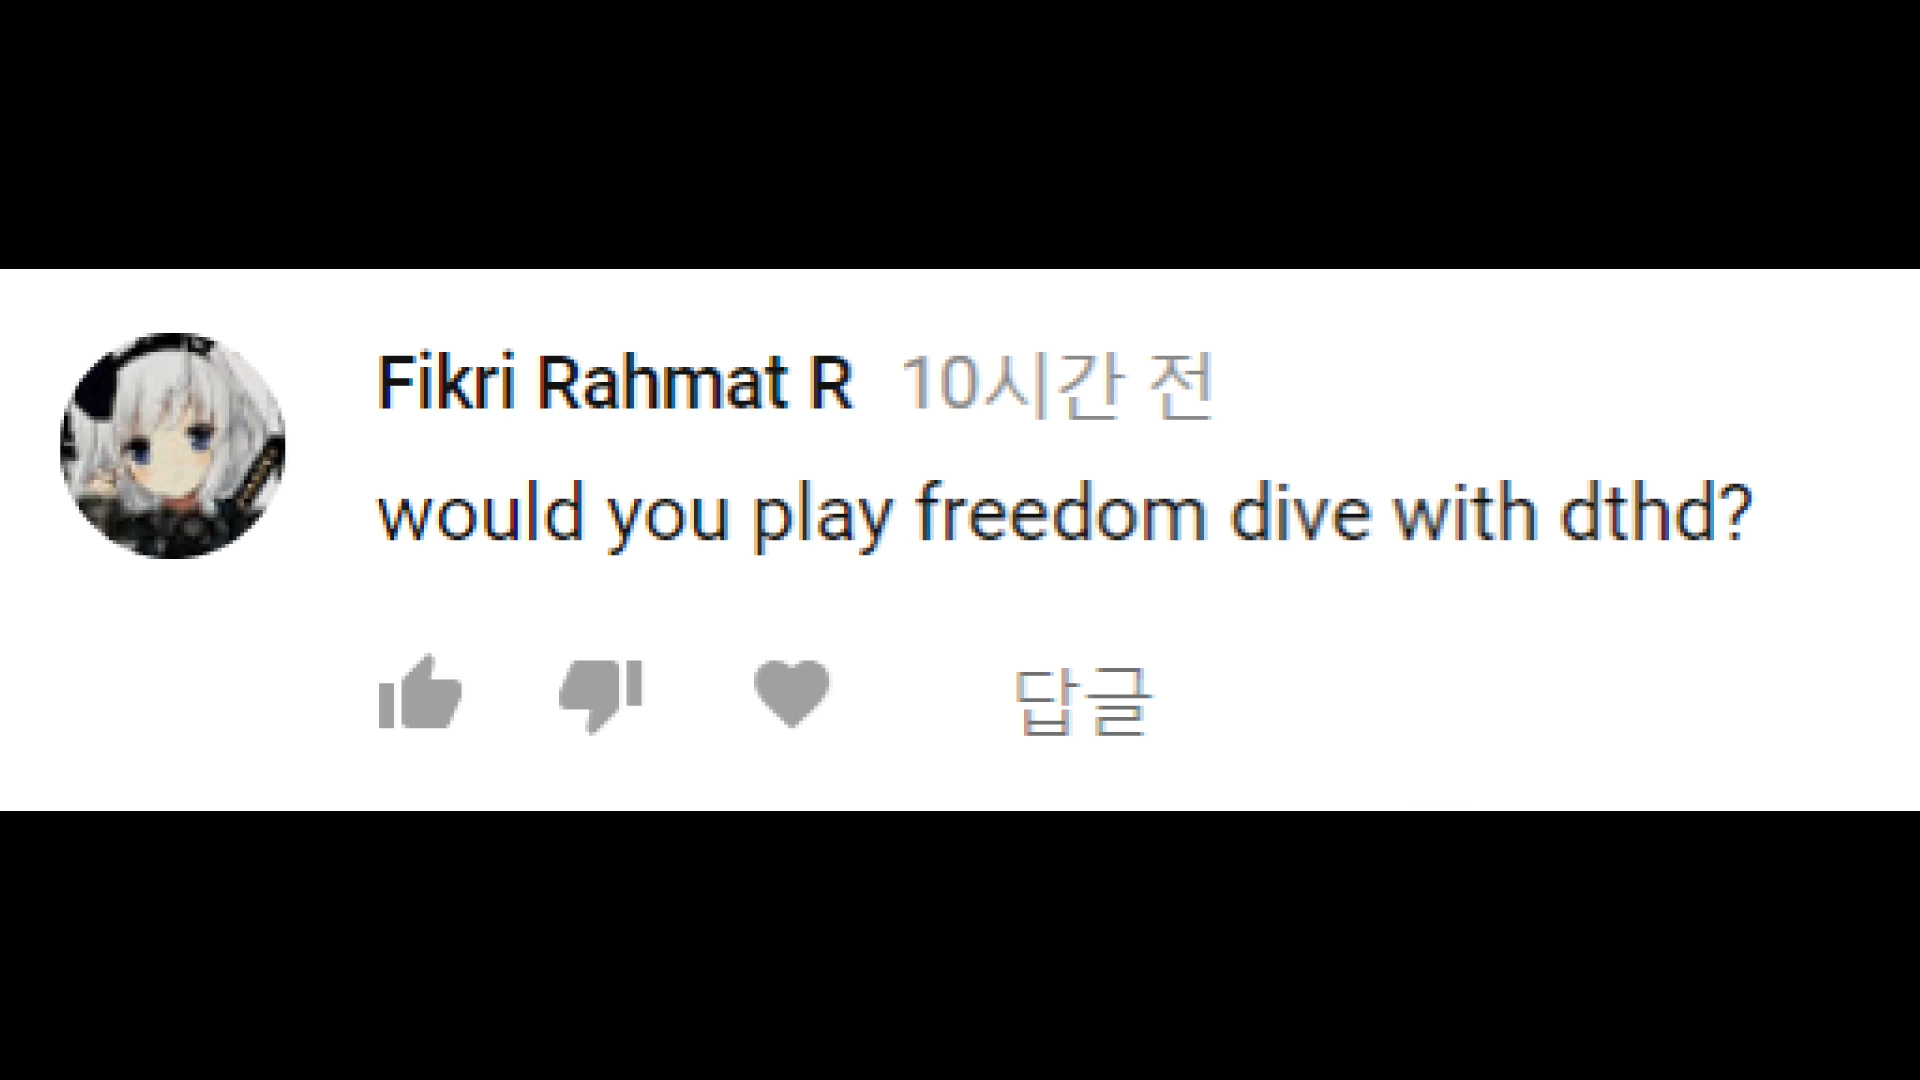 Fikri Rahmat R 10시간 전
would you play freedom dive with dthd?
답글